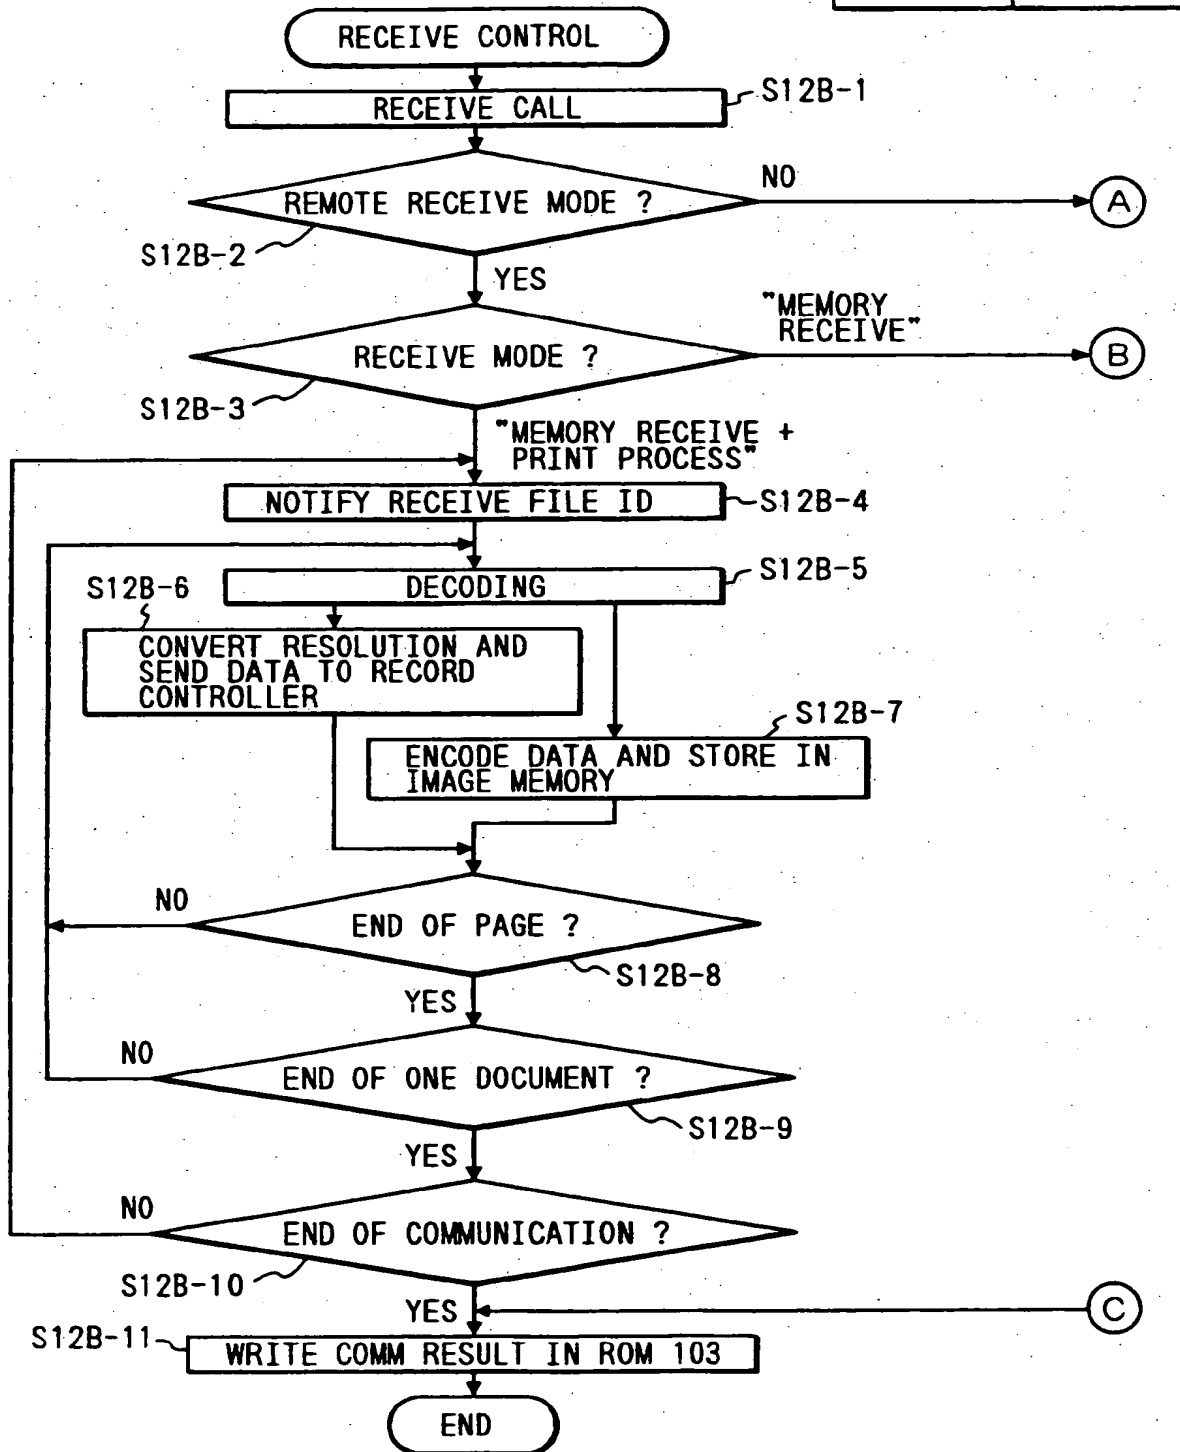 RECEIVE CONTROL
S12B-1
RECEIVE CALL
NO
REMOTE RECEIVE MODE ?
A
S12B-2
YES
"MEMORY
RECEIVE"
RECEIVE MODE ?
B
S12B-3
"MEMORY RECEIVE +
PRINT PROCESS"
NOTIFY RECEIVE FILE ID
S12B-4
S12B-5
S12B-6
DECODING
CONVERT RESOLUTION AND
SEND DATA TO RECORD
CONTROLLER
S12B-7
ENCODE DATA AND STORE IN
IMAGE MEMORY
NO
END OF PAGE ?
S12B-8
YES
NO
END OF ONE DOCUMENT ?
S12B-9
YES
NO
END OF COMMUNICATION ?
S12B-10
YES
C
S12B-11
WRITE COMM RESULT IN ROM 103
END